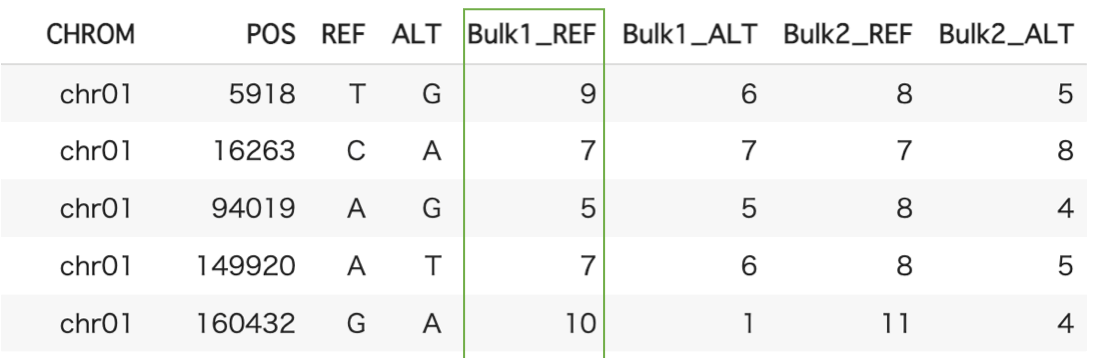 CHROM POS REF ALT Bulk1_REF Bulk1_ALT Bulk2_REF Bulk2_ALT
chr01 5918 T G 9 6 8 5
chr01 16263 C A 7 7 7 8
chr01 94019 A G 5 5 8 4
chr01 149920 A T 7 6 8 5
chr01 160432 G A 10 1 11 4